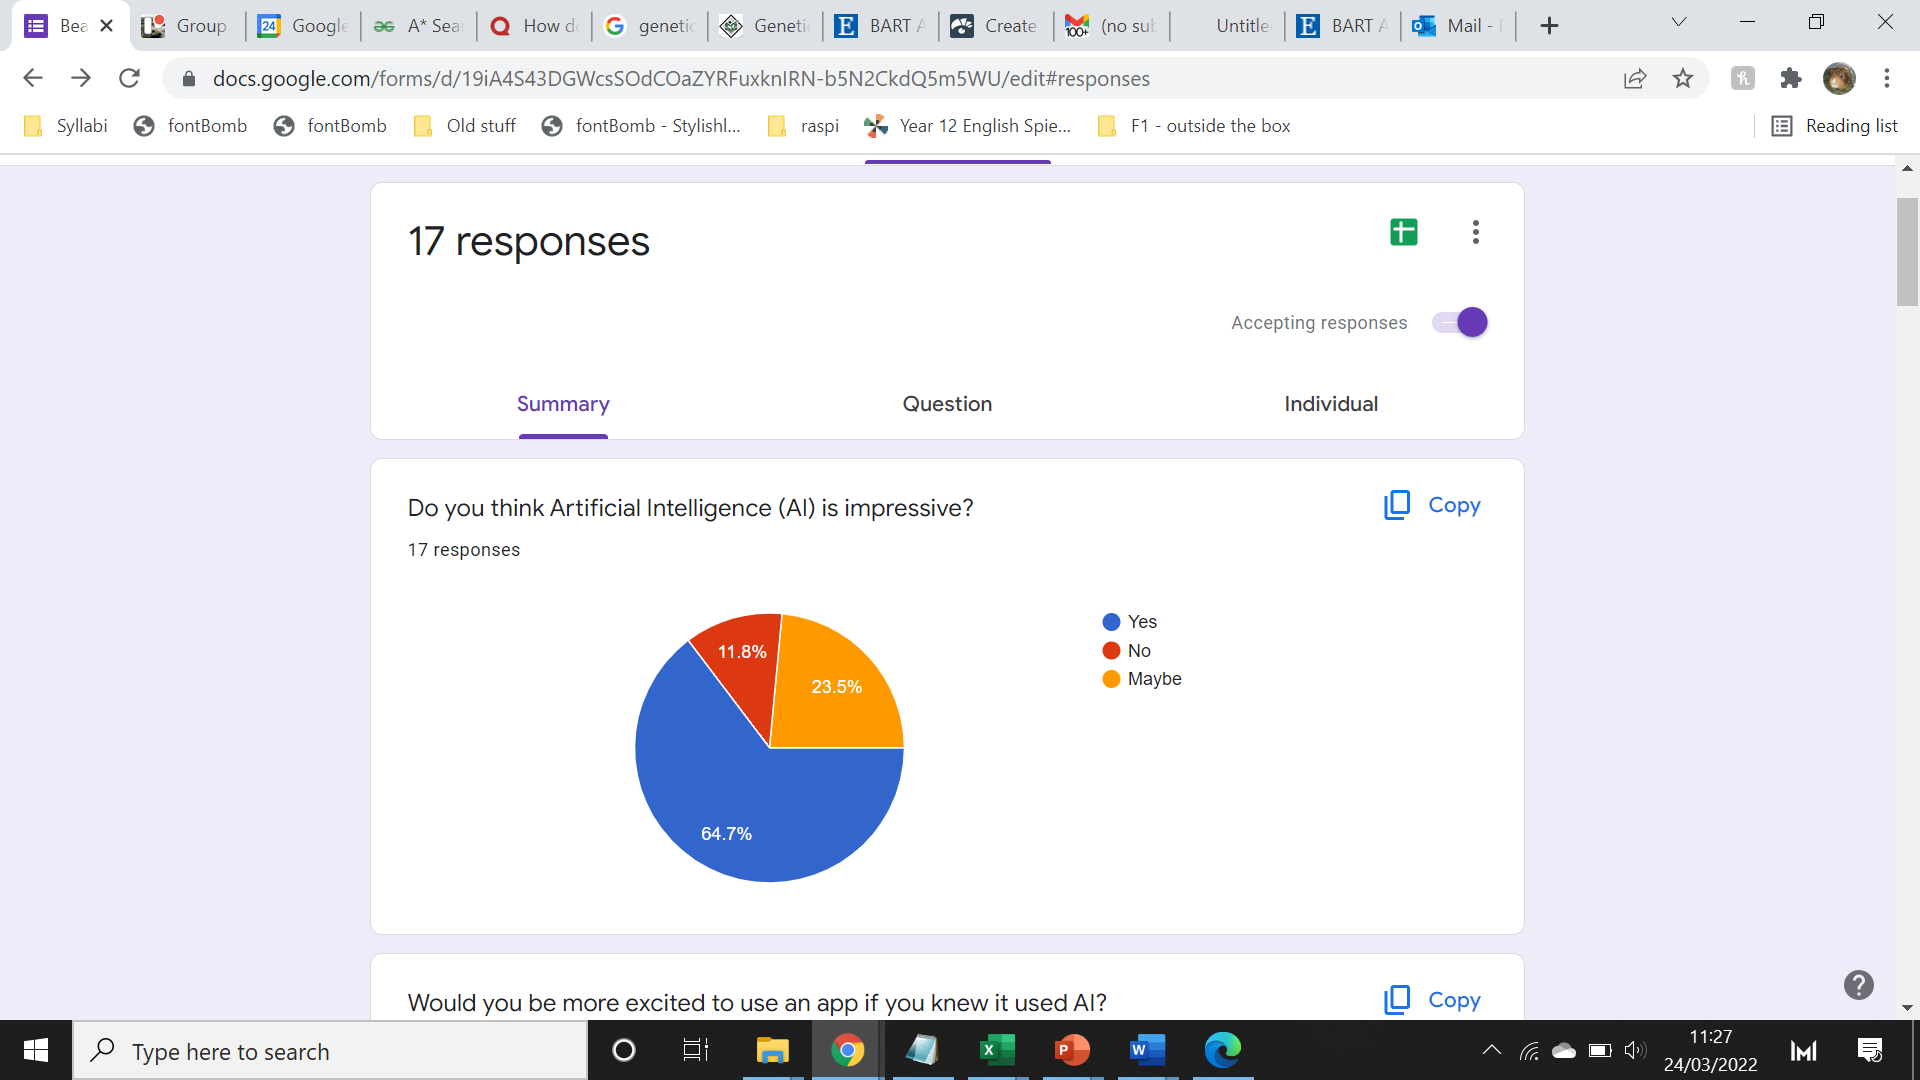 Bea
Group
24 Google
A* Sea
How d
genetic
Geneti
BART A
Create
100+ (no sub
Untitle
BART A
Mail -
docs.google.com/forms/d/19iA4S43DGWcsSOdCOaZYRFuxknIRN-b5N2CkdQ5m5WU/edit#responses
Syllabi
fontBomb
fontBomb
Old stuff
fontBomb - Stylishl...
raspi
Year 12 English Spie...
F1 - outside the box
Reading list
17 responses
Accepting responses
Summary
Question
Individual
Do you think Artificial Intelligence (AI) is impressive?
Copy
17 responses
Yes
No
Maybe
11.8%
23.5%
64.7%
Would you be more excited to use an app if you knew it used AI?
Copy
Type here to search
11:27
24/03/2022